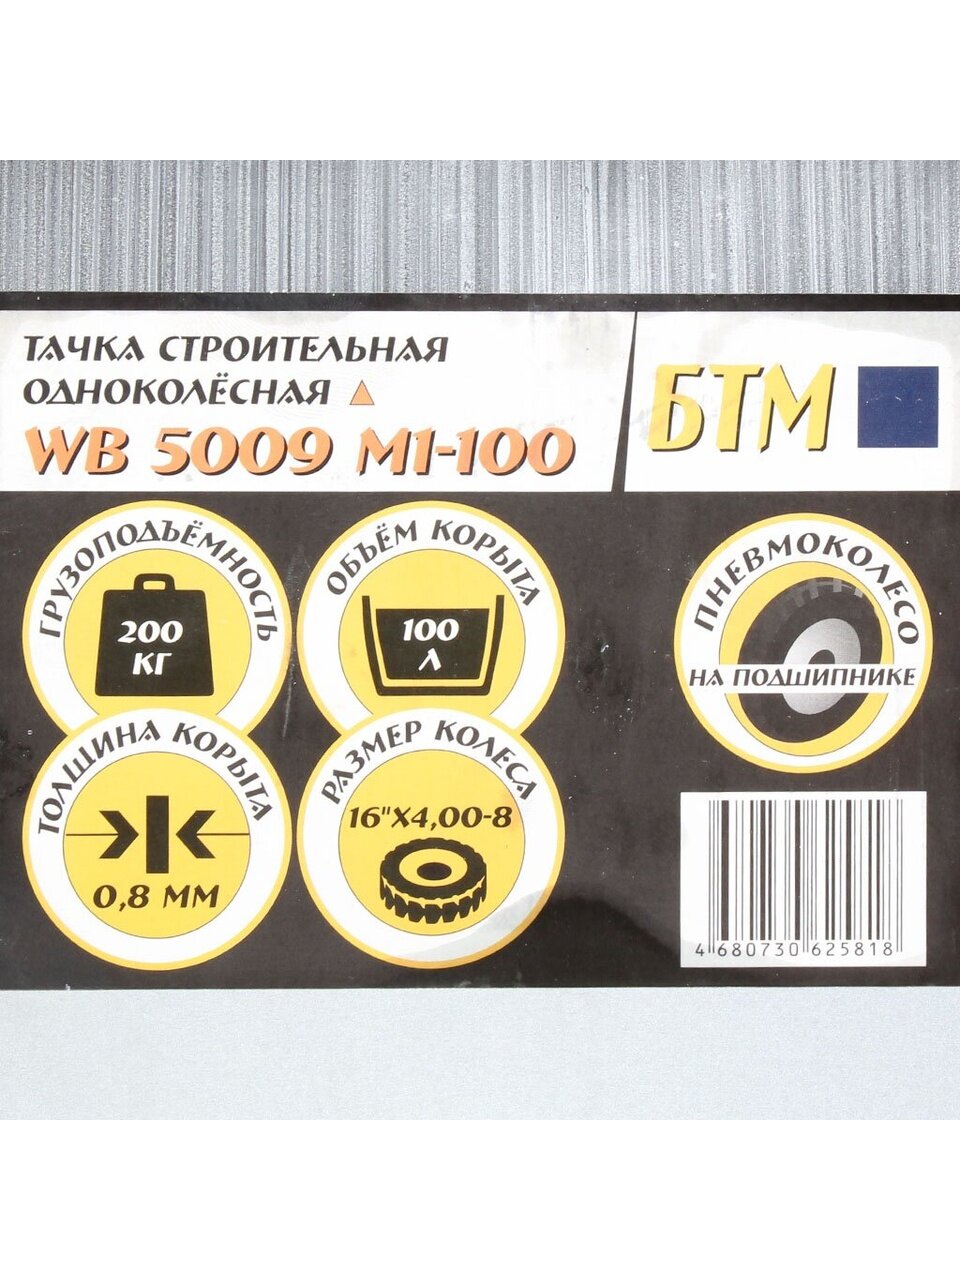 ТАЧКА СТРОИТЕЛЬНАЯ
ОДНОКОЛЁСНАЯ
WB 5009 M1-100
БТМ
ГРУЗОПОДЪЁМНОСТЬ
200
КГ
ОБЪЁМ КОРЫТА
100
Л
ПНЕВМОКОЛЕСО
НА ПОДШИПНИКЕ
ТОЛЩИНА КОРЫТА
0,8 ММ
РАЗМЕР КОЛЕСА
16"X4,00-8
4 680730 625818